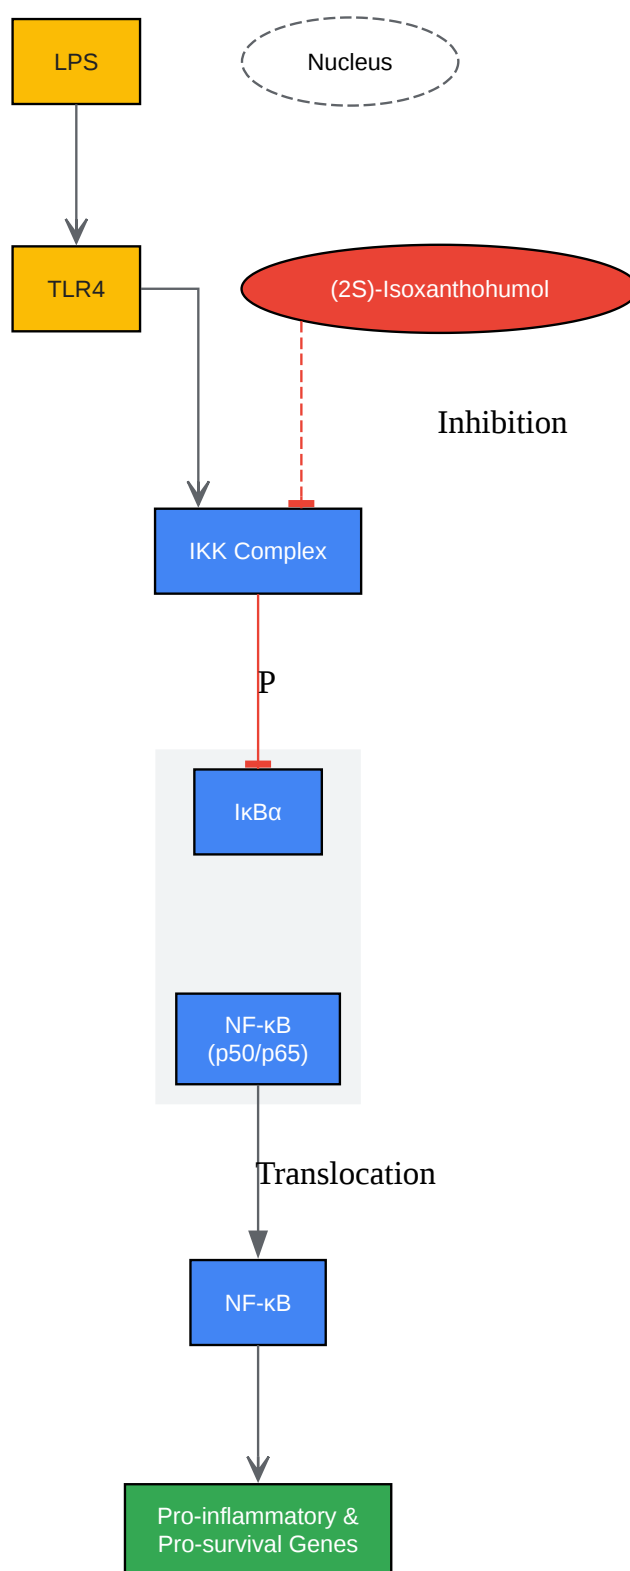 LPS
Nucleus
TLR4
(2S)-Isoxanthohumol
Inhibition
IKK Complex
P
IκBα
NF-κB
(p50/p65)
Translocation
NF-κB
Pro-inflammatory &
Pro-survival Genes